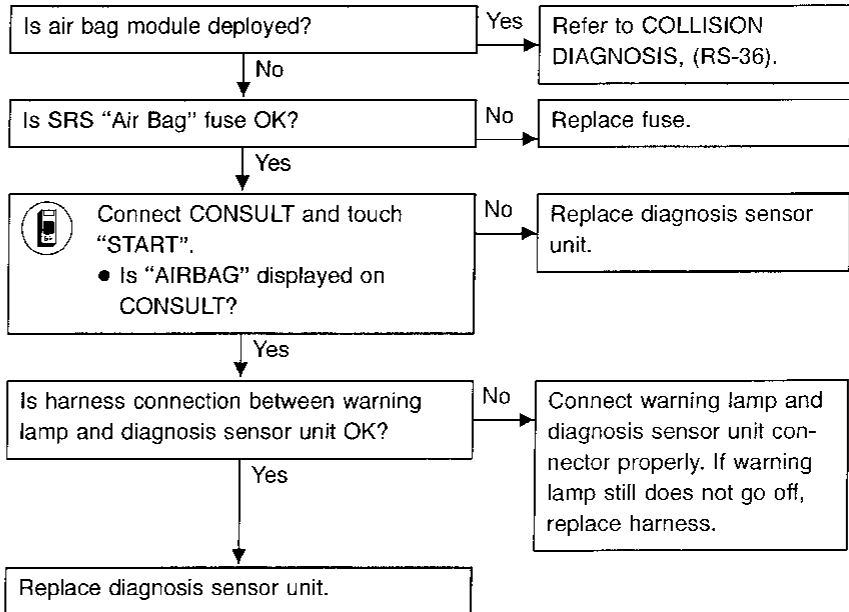 Is air bag module deployed?
Yes
Refer to COLLISION
DIAGNOSIS, (RS-36).
No
Is SRS “Air Bag” fuse OK?
No
Replace fuse.
Yes
Connect CONSULT and touch
“START”.
● Is “AIRBAG” displayed on
CONSULT?
No
Replace diagnosis sensor
unit.
Yes
Is harness connection between warning
lamp and diagnosis sensor unit OK?
No
Connect warning lamp and
diagnosis sensor unit con-
nector properly. If warning
lamp still does not go off,
replace harness.
Yes
Replace diagnosis sensor unit.